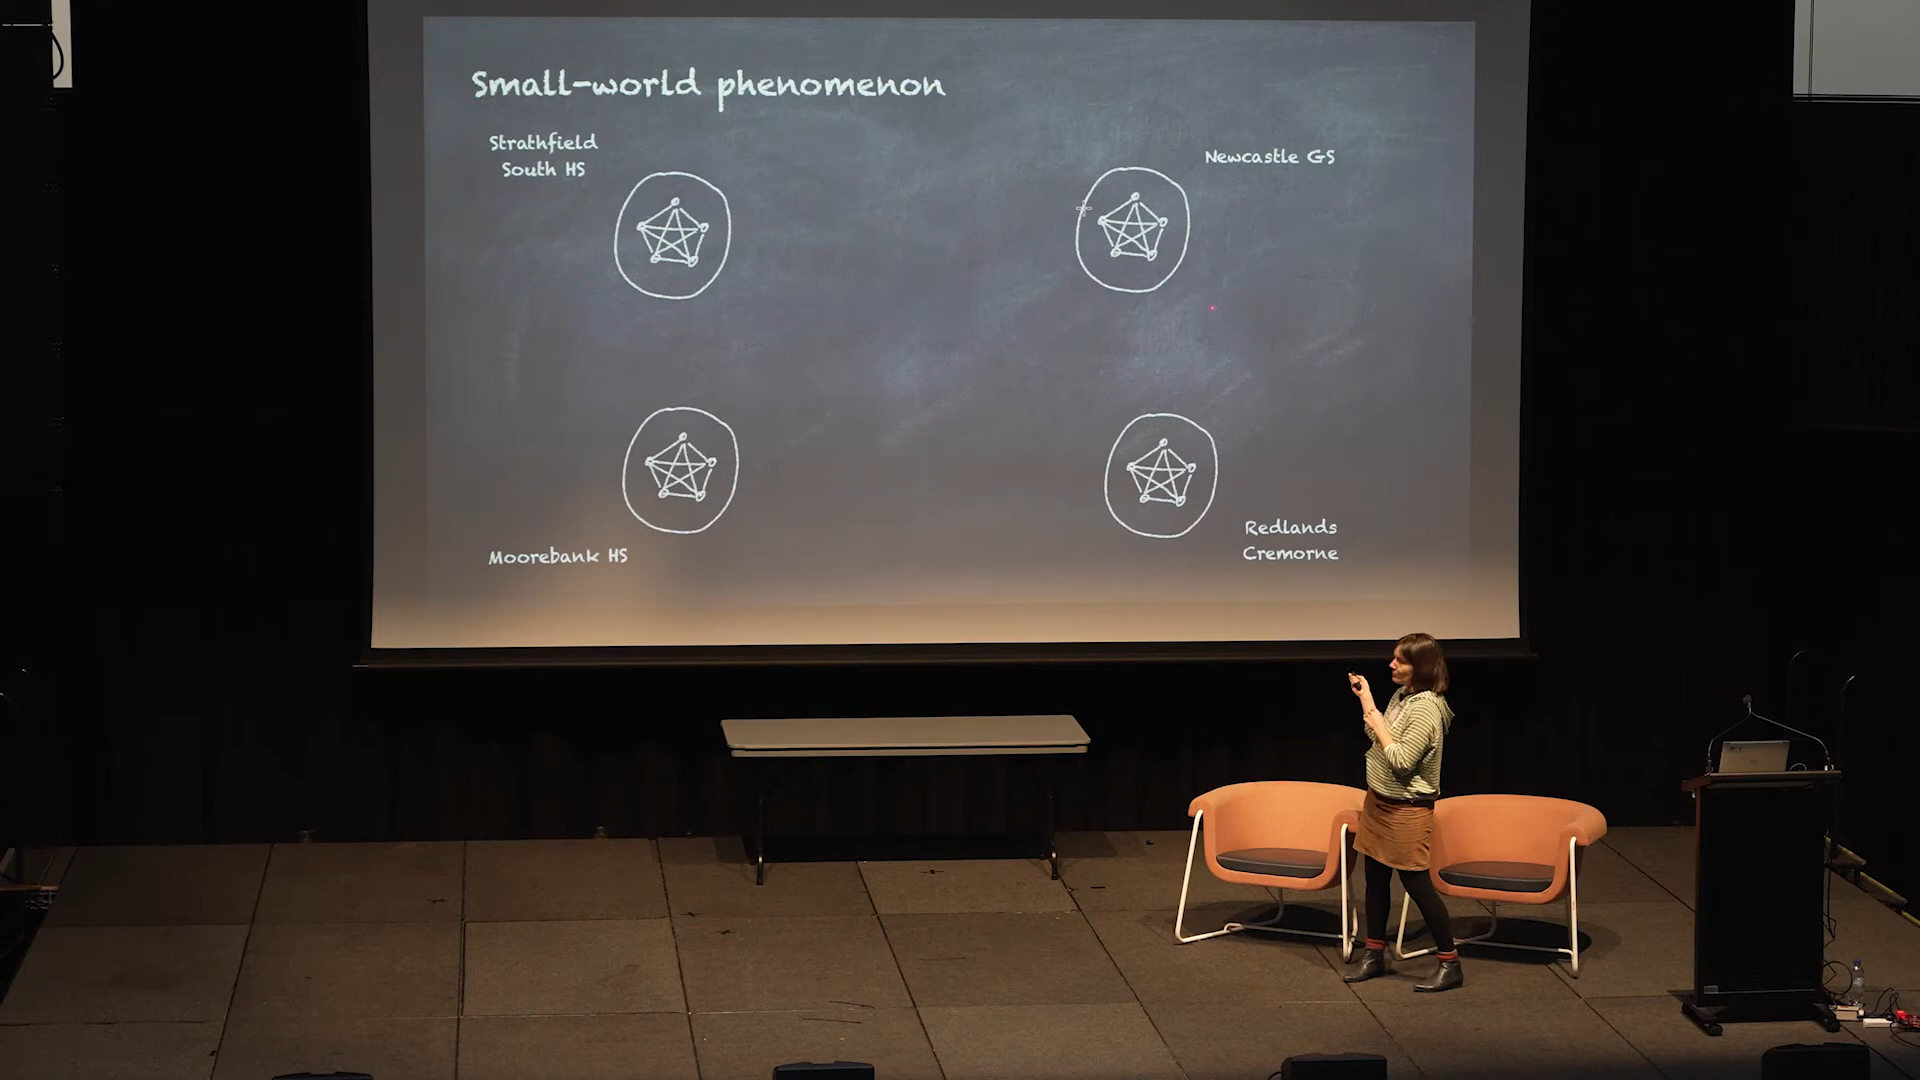 Small-world phenomenon
Strathfield
South HS
Newcastle GS
Moorebank HS
Redlands
Cremorne